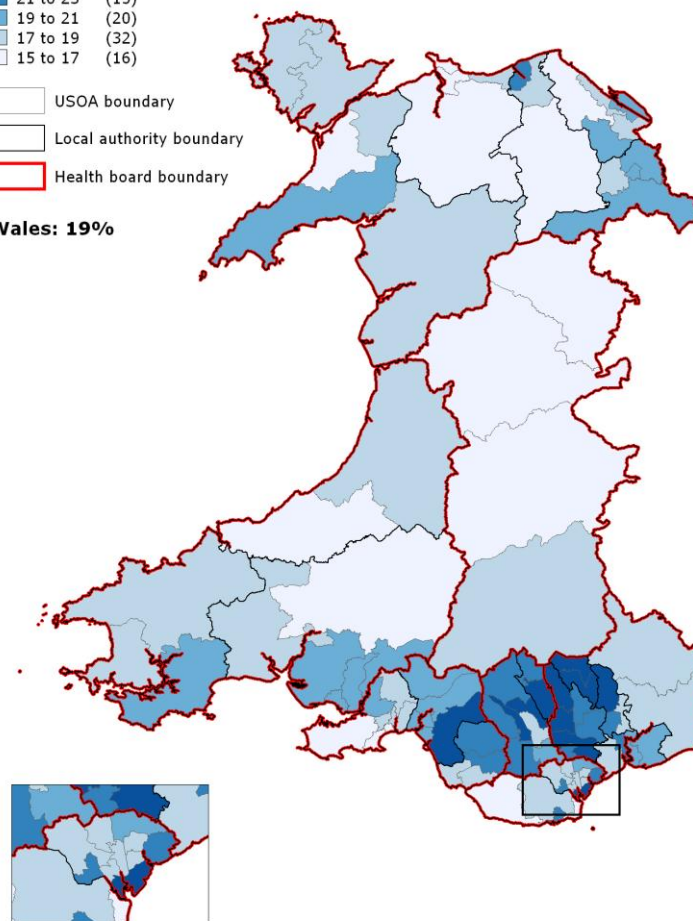 19 to 21 (20)
17 to 19 (32)
15 to 17 (16)
USOA boundary
Local authority boundary
Health board boundary
Wales: 19%